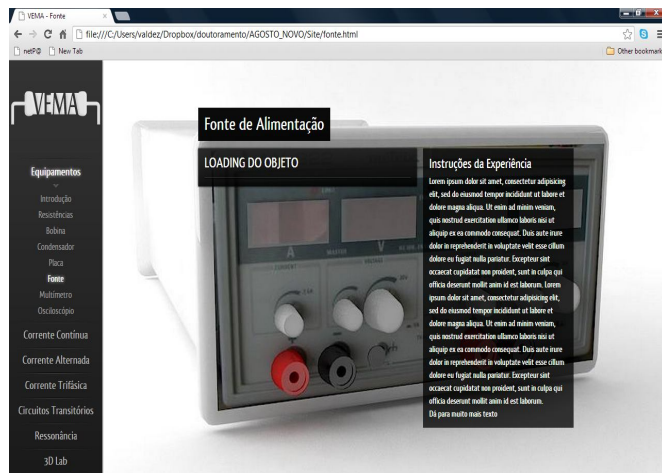 VEMA - Fonte
file:///C:/Users/valdez/Dropbox/doutoramento/AGOSTO_NOVO/Site/fonte.html
netP@ New Tab Other bookmark
VEMA
Equipamentos
Introdução
Resistências
Bobina
Condensador
Placa
Fonte
Multímetro
Osciloscópio
Corrente Contínua
Corrente Alternada
Corrente Trifásica
Circuitos Transitórios
Ressonância
3D Lab
Fonte de Alimentação
LOADING DO OBJETO
A
MASTER
V
CURRENT
VOLTAGE
Instruções da Experiência
Lorem ipsum dolor sit amet, consectetur adipisicing
elit, sed do eiusmod tempor incididunt ut labore et
dolore magna aliqua. Ut enim ad minim veniam,
quis nostrud exercitation ullamco laboris nisi ut
aliquip ex ea commodo consequat. Duis aute irure
dolor in reprehenderit in voluptate velit esse cillum
dolore eu fugiat nulla pariatur. Excepteur sint
occaecat cupidatat non proident, sunt in culpa qui
officia deserunt mollit anim id est laborum. Lorem
ipsum dolor sit amet, consectetur adipisicing elit,
sed do eiusmod tempor incididunt ut labore et
dolore magna aliqua. Ut enim ad minim veniam,
quis nostrud exercitation ullamco laboris nisi ut
aliquip ex ea commodo consequat. Duis aute irure
dolor in reprehenderit in voluptate velit esse cillum
dolore eu fugiat nulla pariatur. Excepteur sint
occaecat cupidatat non proident, sunt in culpa qui
officia deserunt mollit anim id est laborum.
Dá para muito mais texto